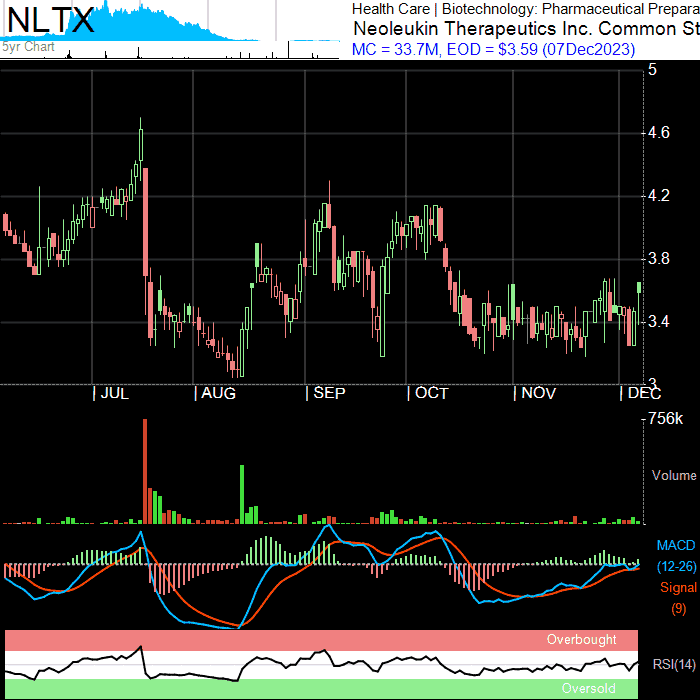 NLTX
5yr Chart
Health Care | Biotechnology: Pharmaceutical Prepara
Neoleukin Therapeutics Inc. Common St
MC = 33.7M, EOD = $3.59 (07Dec2023)
5
4.6
4.2
3.8
3.4
3
JUL
AUG
SEP
OCT
NOV
DEC
756k
Volume
MACD
(12-26)
Signal
(9)
Overbought
RSI(14)
Oversold